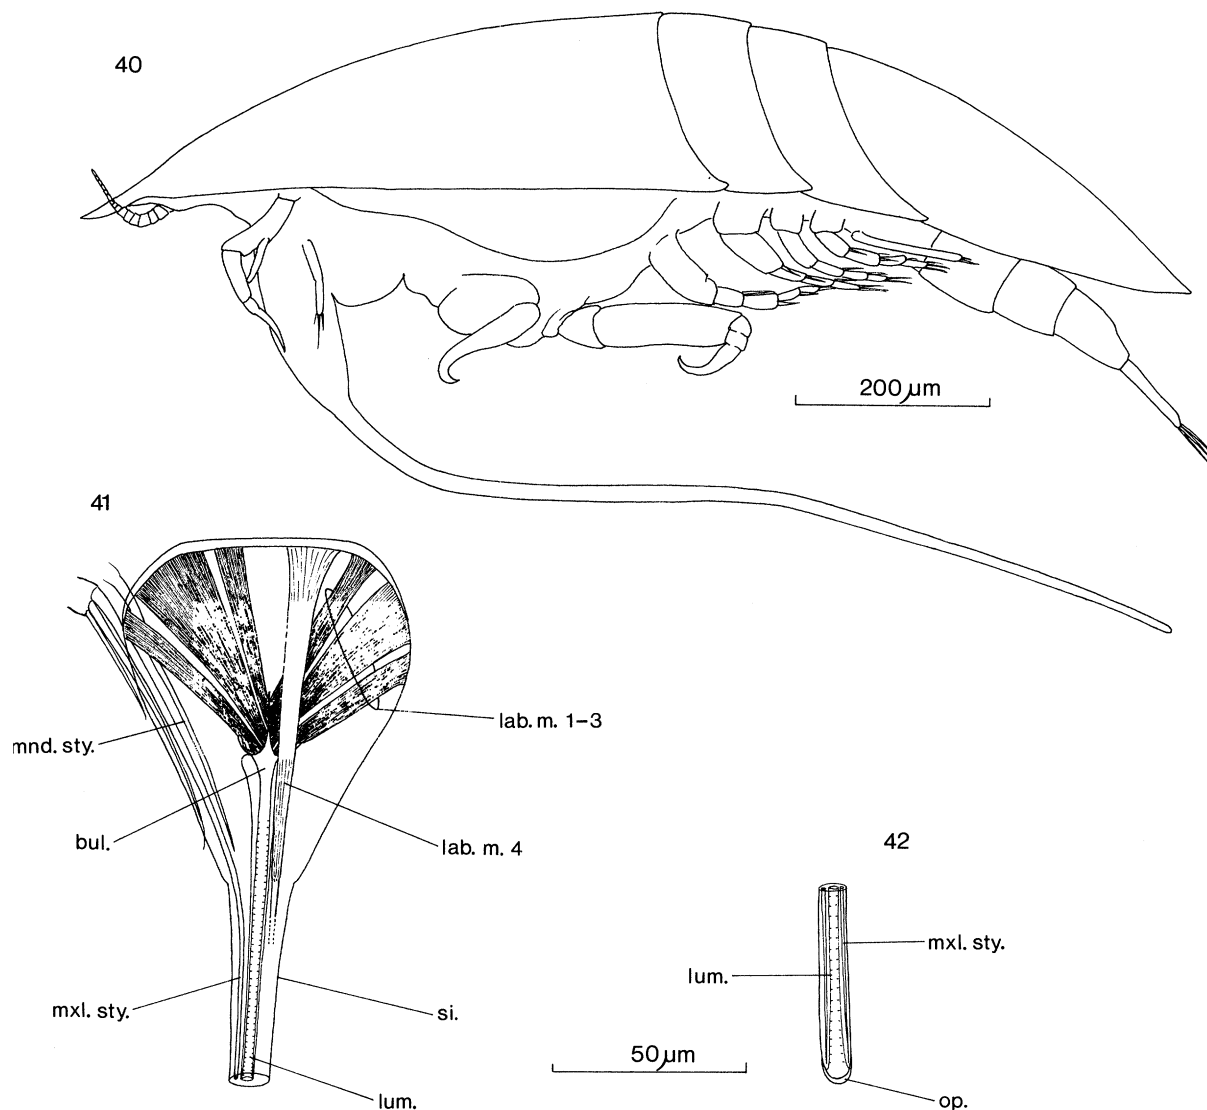 40
200 µm
41
lab. m. 1–3
mnd. sty.
bul.
lab. m. 4
42
mxl. sty.
lum.
mxl. sty.
si.
50 µm
lum.
op.